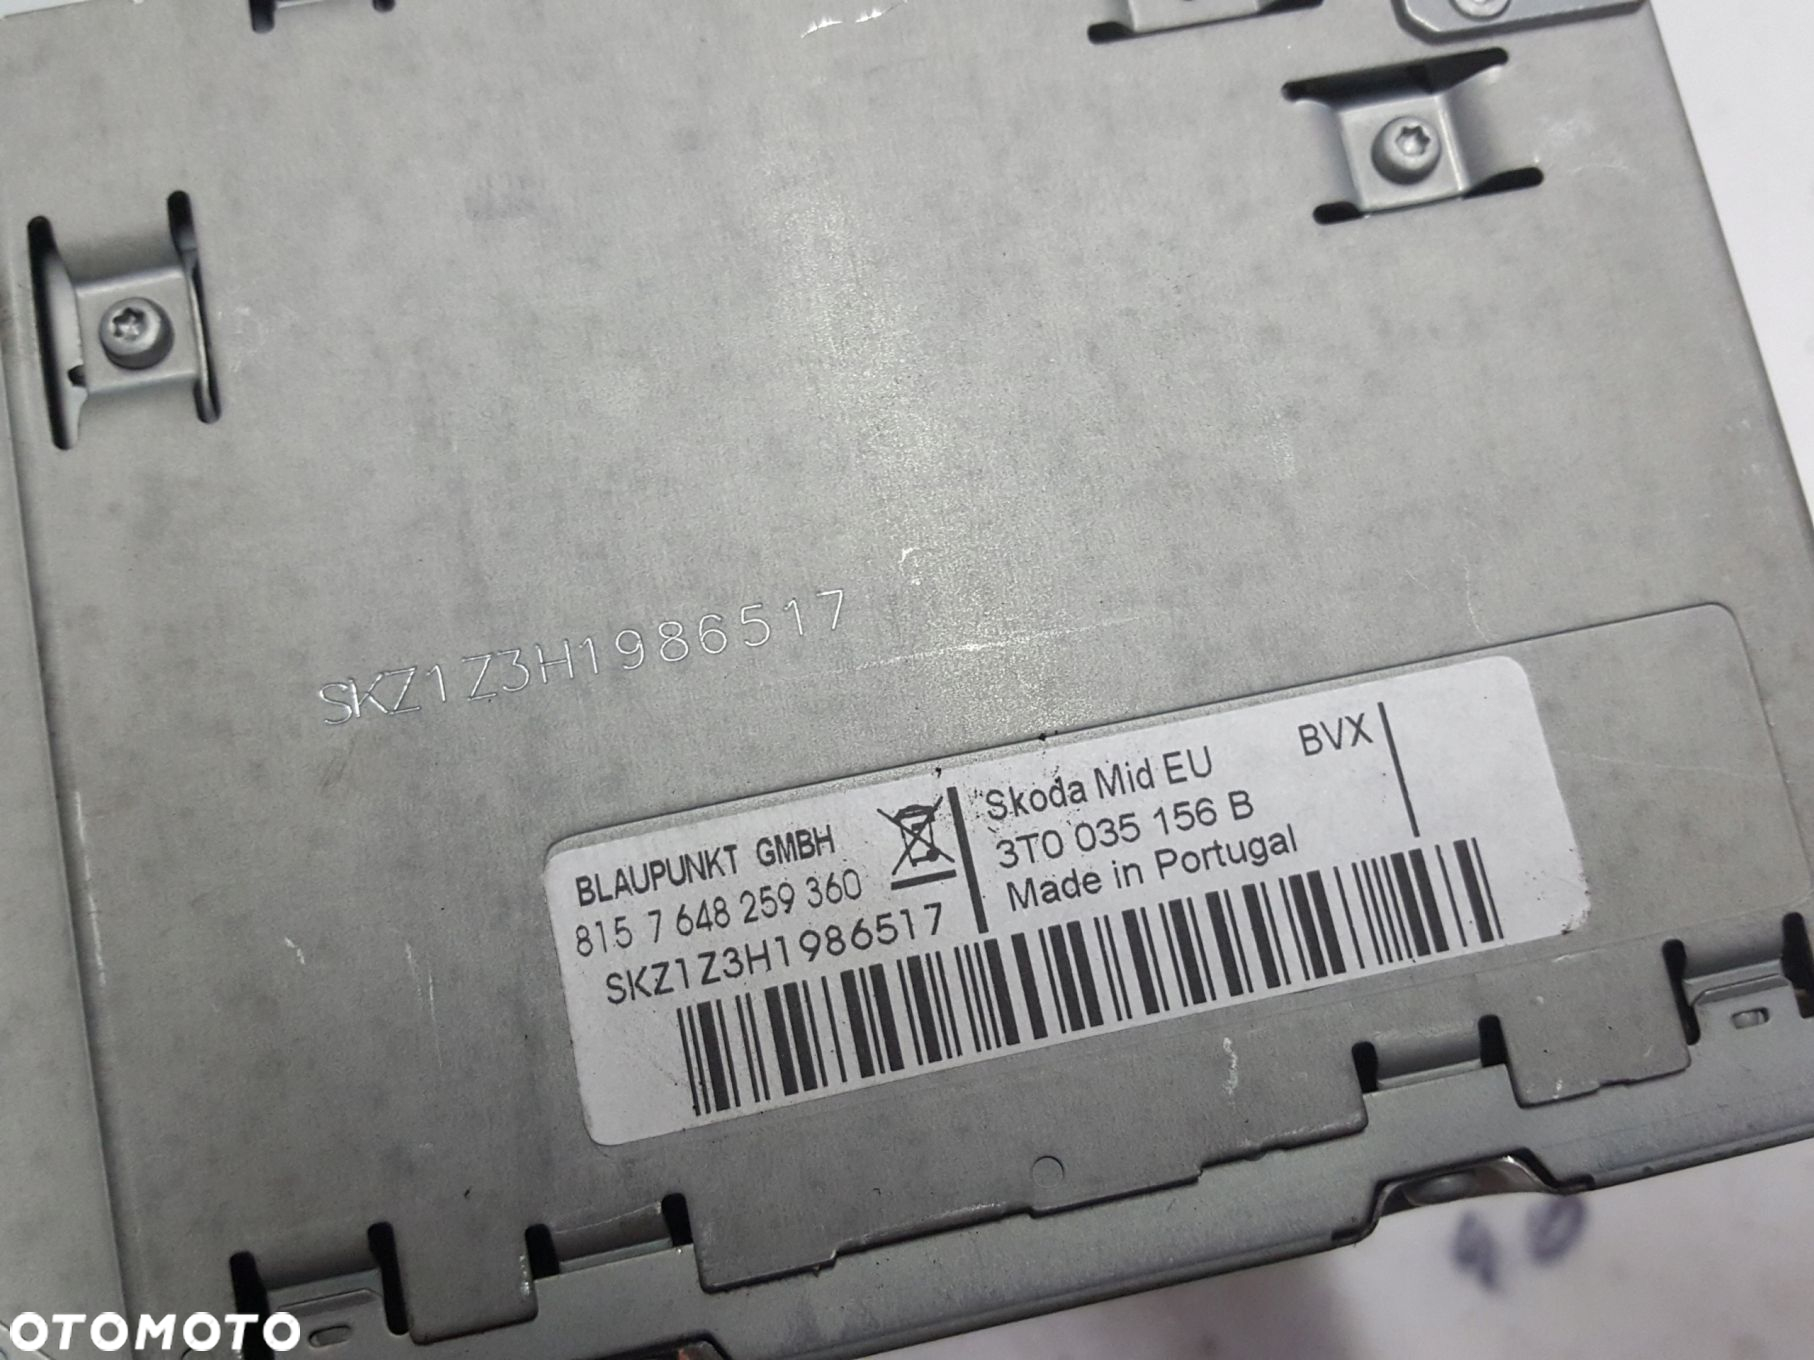 SKZ1Z3H1986517
BLAUPUNKT GMBH
815 7 648 259 360
SKZ1Z3H1986517
Skoda Mid EU
BVX
3T0 035 156 B
Made in Portugal
OTOMOTO